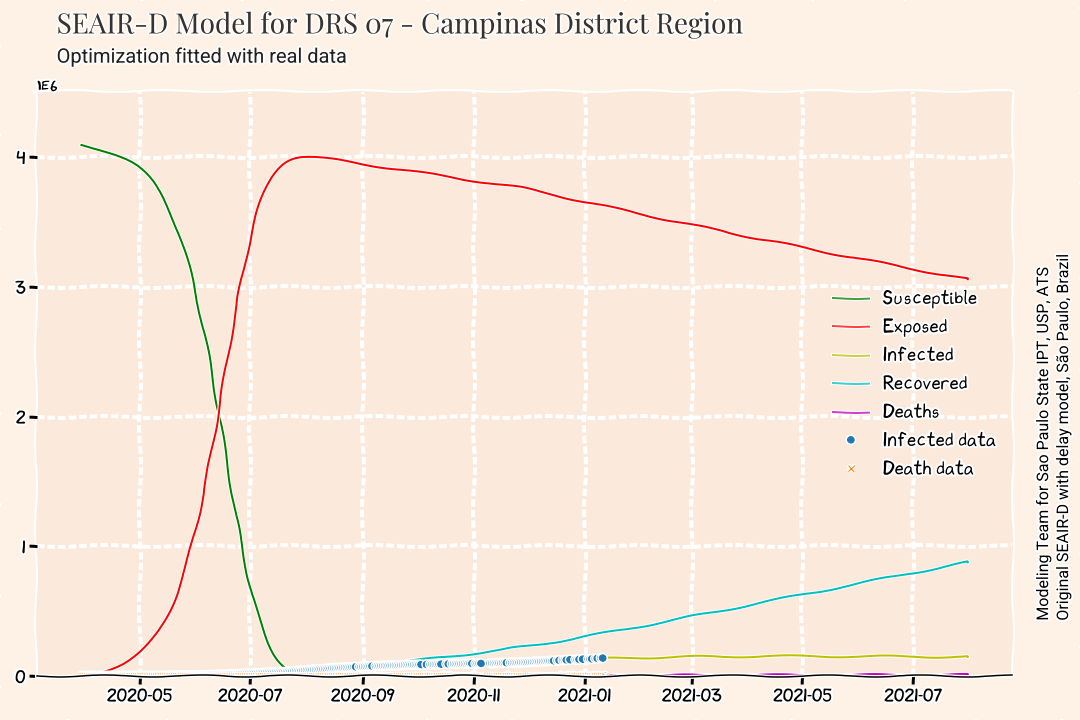 SEAIR-D Model for DRS 07 - Campinas District Region
Optimization fitted with real data
1E6
4
3
2
1
0
2020-05
2020-07
2020-09
2020-11
2021-01
2021-03
2021-05
2021-07
Susceptible
Exposed
Infected
Recovered
Deaths
Infected data
Death data
Modeling Team for Sao Paulo State IPT, USP, ATS
Original SEAIR-D with delay model, São Paulo, Brazil